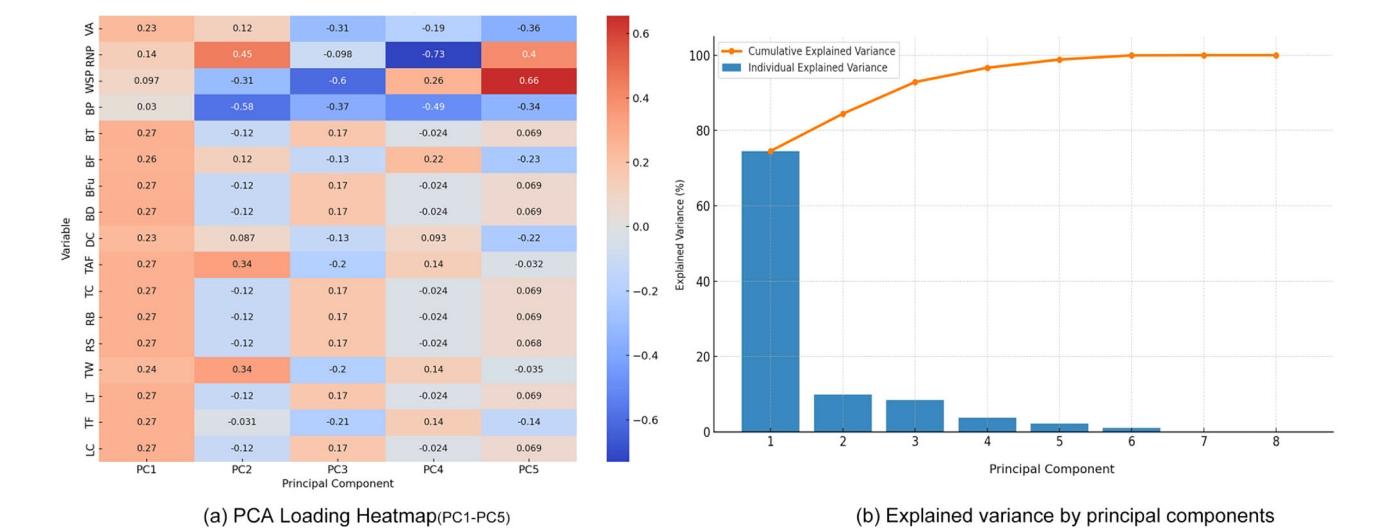 VA 0.23 0.12 -0.31 -0.19 -0.36
RNP 0.14 0.45 -0.098 -0.73 0.4
WSP 0.097 -0.31 -0.6 0.26 0.66
BP 0.03 -0.58 -0.37 -0.49 -0.34
BT 0.27 -0.12 0.17 -0.024 0.069
BF 0.26 0.12 -0.13 0.22 -0.23
BFu 0.27 -0.12 0.17 -0.024 0.069
BD 0.27 -0.12 0.17 -0.024 0.069
DC 0.23 0.087 -0.13 0.093 -0.22
TAF 0.27 0.34 -0.2 0.14 -0.032
TC 0.27 -0.12 0.17 -0.024 0.069
RB 0.27 -0.12 0.17 -0.024 0.069
RS 0.27 -0.12 0.17 -0.024 0.068
TW 0.24 0.34 -0.2 0.14 -0.035
LT 0.27 -0.12 0.17 -0.024 0.069
TF 0.27 -0.031 -0.21 0.14 -0.14
LC 0.27 -0.12 0.17 -0.024 0.069
Variable
PC1 PC2 PC3 PC4 PC5
Principal Component
0.6
0.4
0.2
0.0
−0.2
−0.4
−0.6
(a) PCA Loading Heatmap(PC1-PC5)
Cumulative Explained Variance
Individual Explained Variance
100
80
60
40
20
0
Explained Variance (%)
1 2 3 4 5 6 7 8
Principal Component
(b) Explained variance by principal components